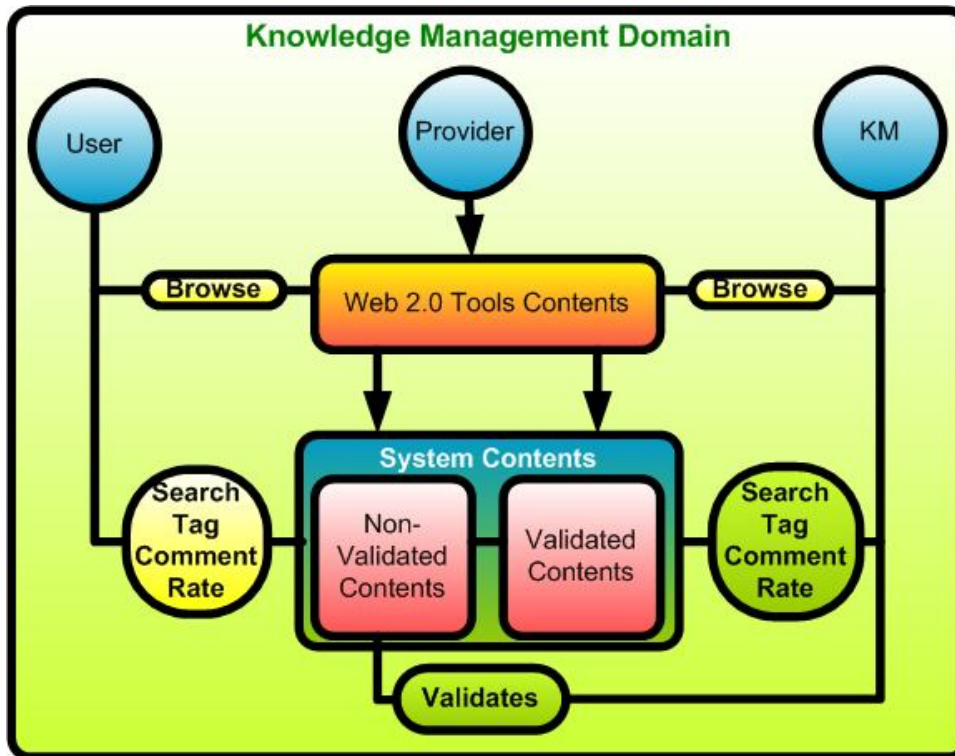 Knowledge Management Domain
User
Provider
KM
Browse
Web 2.0 Tools Contents
Browse
System Contents
Search
Tag
Comment
Rate
Non-
Validated
Contents
Validated
Contents
Search
Tag
Comment
Rate
Validates